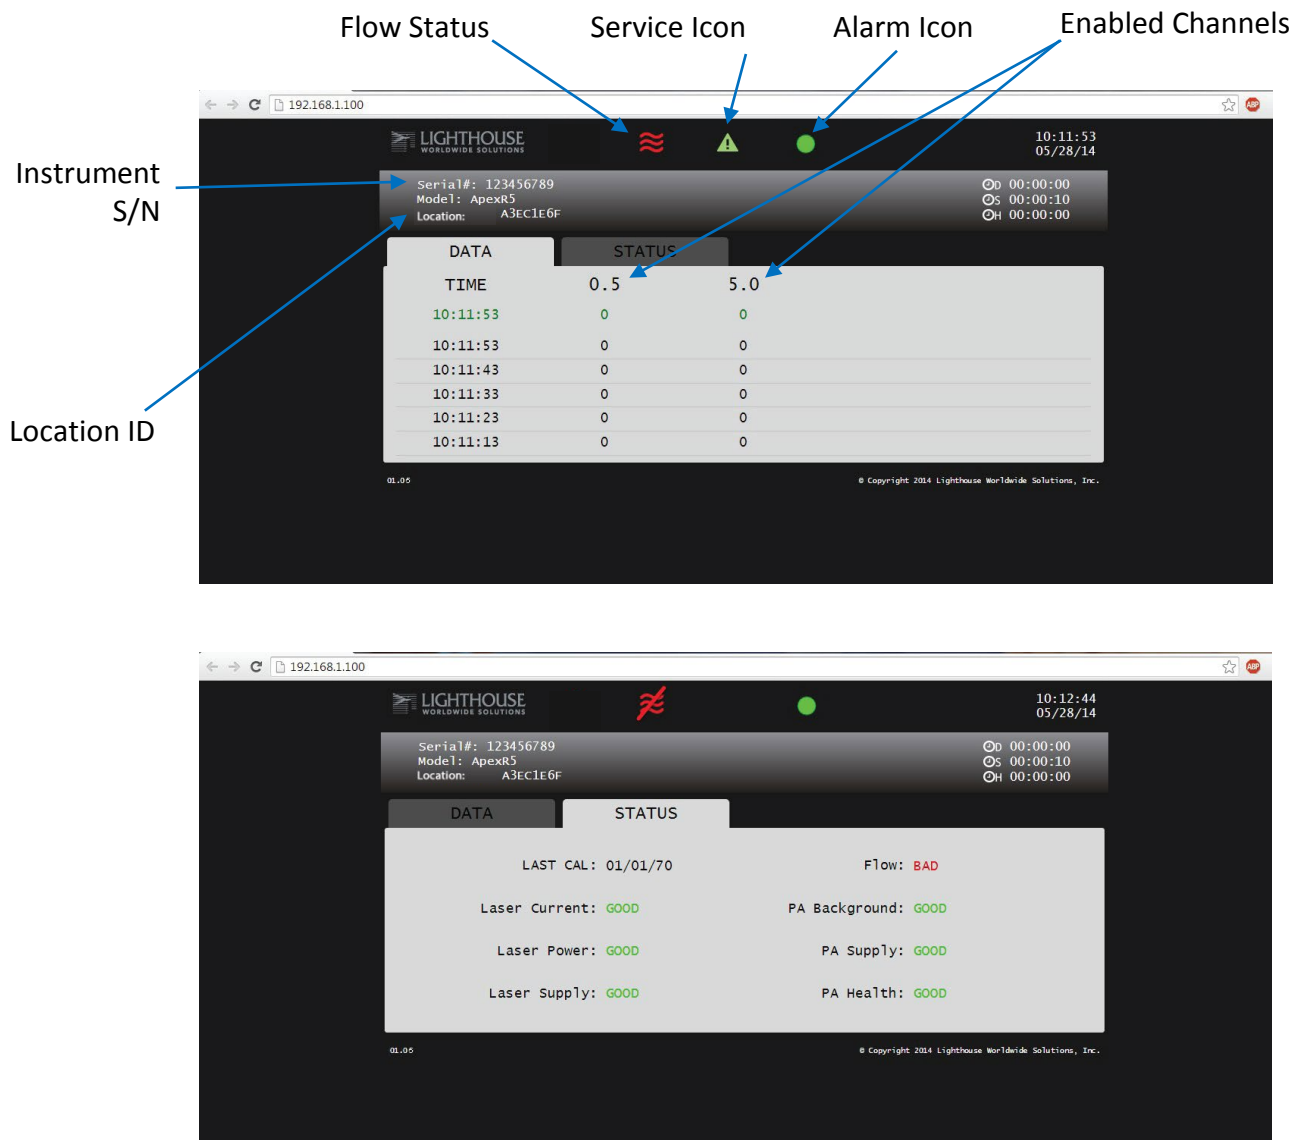 Flow Status Service Icon Alarm Icon Enabled Channels
192.168.1.100 ABP
LIGHTHOUSE
WORLDWIDE SOLUTIONS
10:11:53
05/28/14
Instrument
S/N
Serial#: 123456789
Model: ApexR5
Location: A3EC1E6F
D 00:00:00
S 00:00:10
H 00:00:00
DATA STATUS
TIME 0.5 5.0
10:11:53 0 0
10:11:53 0 0
10:11:43 0 0
10:11:33 0 0
10:11:23 0 0
10:11:13 0 0
Location ID
01.05 © Copyright 2014 Lighthouse Worldwide Solutions, Inc.
192.168.1.100 ABP
LIGHTHOUSE
WORLDWIDE SOLUTIONS
10:12:44
05/28/14
Serial#: 123456789
Model: ApexR5
Location: A3EC1E6F
D 00:00:00
S 00:00:10
H 00:00:00
DATA STATUS
LAST CAL: 01/01/70 Flow: BAD
Laser Current: GOOD PA Background: GOOD
Laser Power: GOOD PA Supply: GOOD
Laser Supply: GOOD PA Health: GOOD
01.05 © Copyright 2014 Lighthouse Worldwide Solutions, Inc.